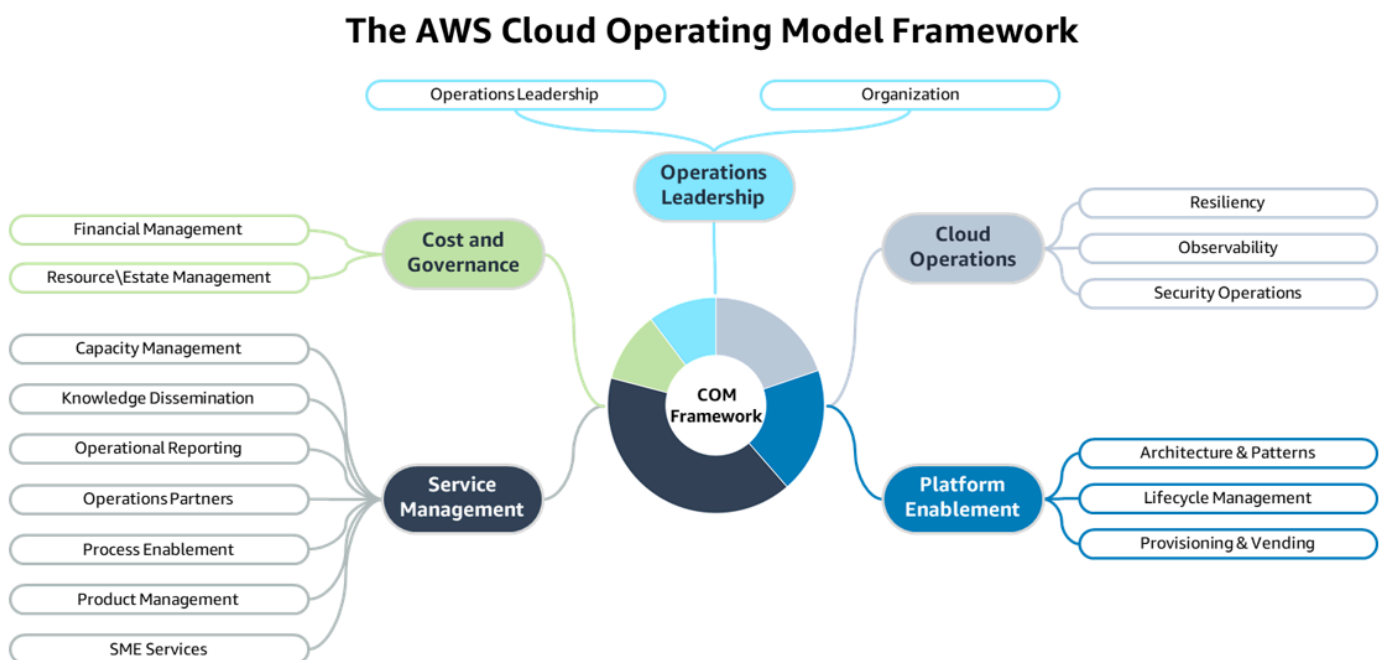 The AWS Cloud Operating Model Framework
Operations Leadership
Organization
Operations
Leadership
Financial Management
Resource\Estate Management
Cost and
Governance
Cloud
Operations
Resiliency
Observability
Security Operations
COM
Framework
Capacity Management
Knowledge Dissemination
Operational Reporting
Operations Partners
Process Enablement
Product Management
SME Services
Service
Management
Platform
Enablement
Architecture & Patterns
Lifecycle Management
Provisioning & Vending